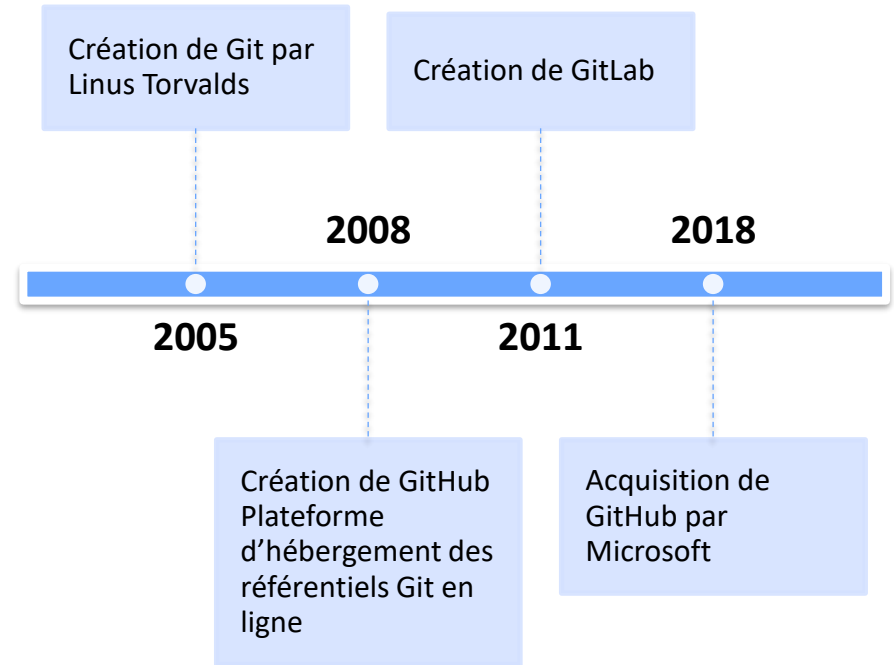 Création de Git par
Linus Torvalds
Création de GitLab
2008
2018
2005
2011
Création de GitHub
Plateforme
d’hébergement des
référentiels Git en
ligne
Acquisition de
GitHub par
Microsoft